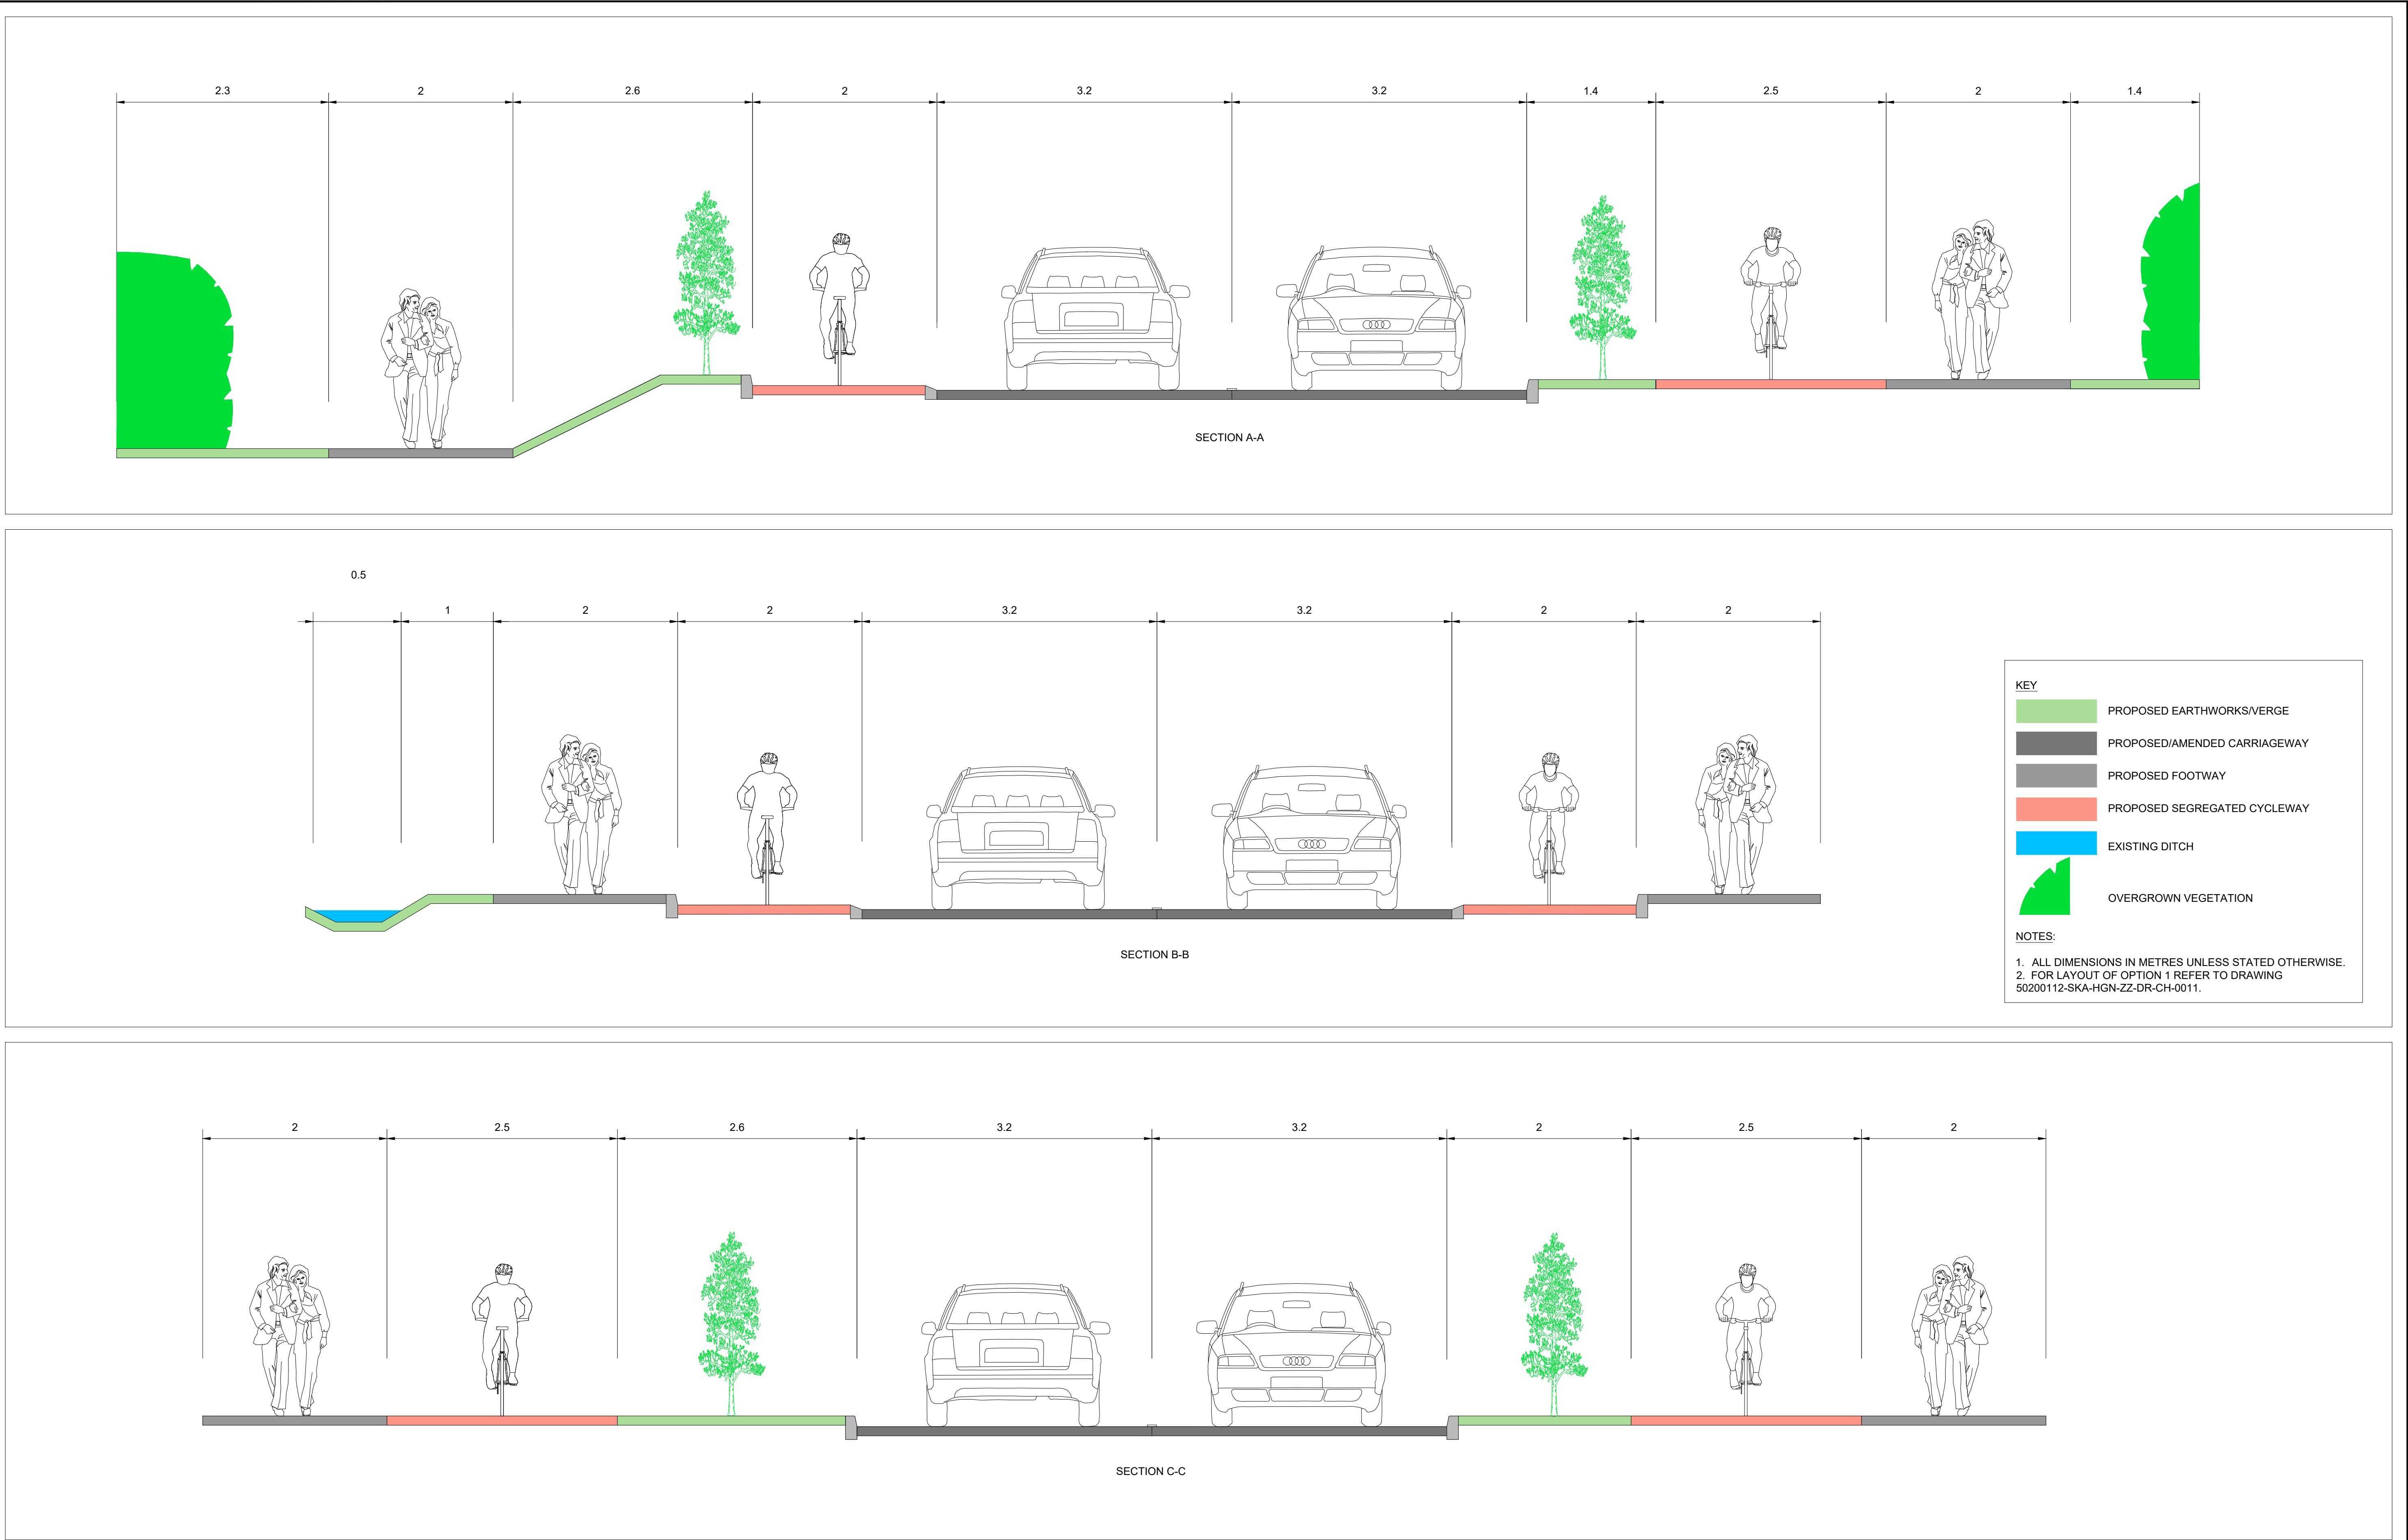 2.3 2 2.6 2 3.2 3.2 1.4 2.5 2 1.4
SECTION A-A
0.5
1 2 2 3.2 3.2 2 2
SECTION B-B
KEY
PROPOSED EARTHWORKS/VERGE
PROPOSED/AMENDED CARRIAGEWAY
PROPOSED FOOTWAY
PROPOSED SEGREGATED CYCLEWAY
EXISTING DITCH
OVERGROWN VEGETATION
NOTES:
1. ALL DIMENSIONS IN METRES UNLESS STATED OTHERWISE.
2. FOR LAYOUT OF OPTION 1 REFER TO DRAWING
50200112-SKA-HGN-ZZ-DR-CH-0011.
2 2.5 2.6 3.2 3.2 2 2.5 2
SECTION C-C